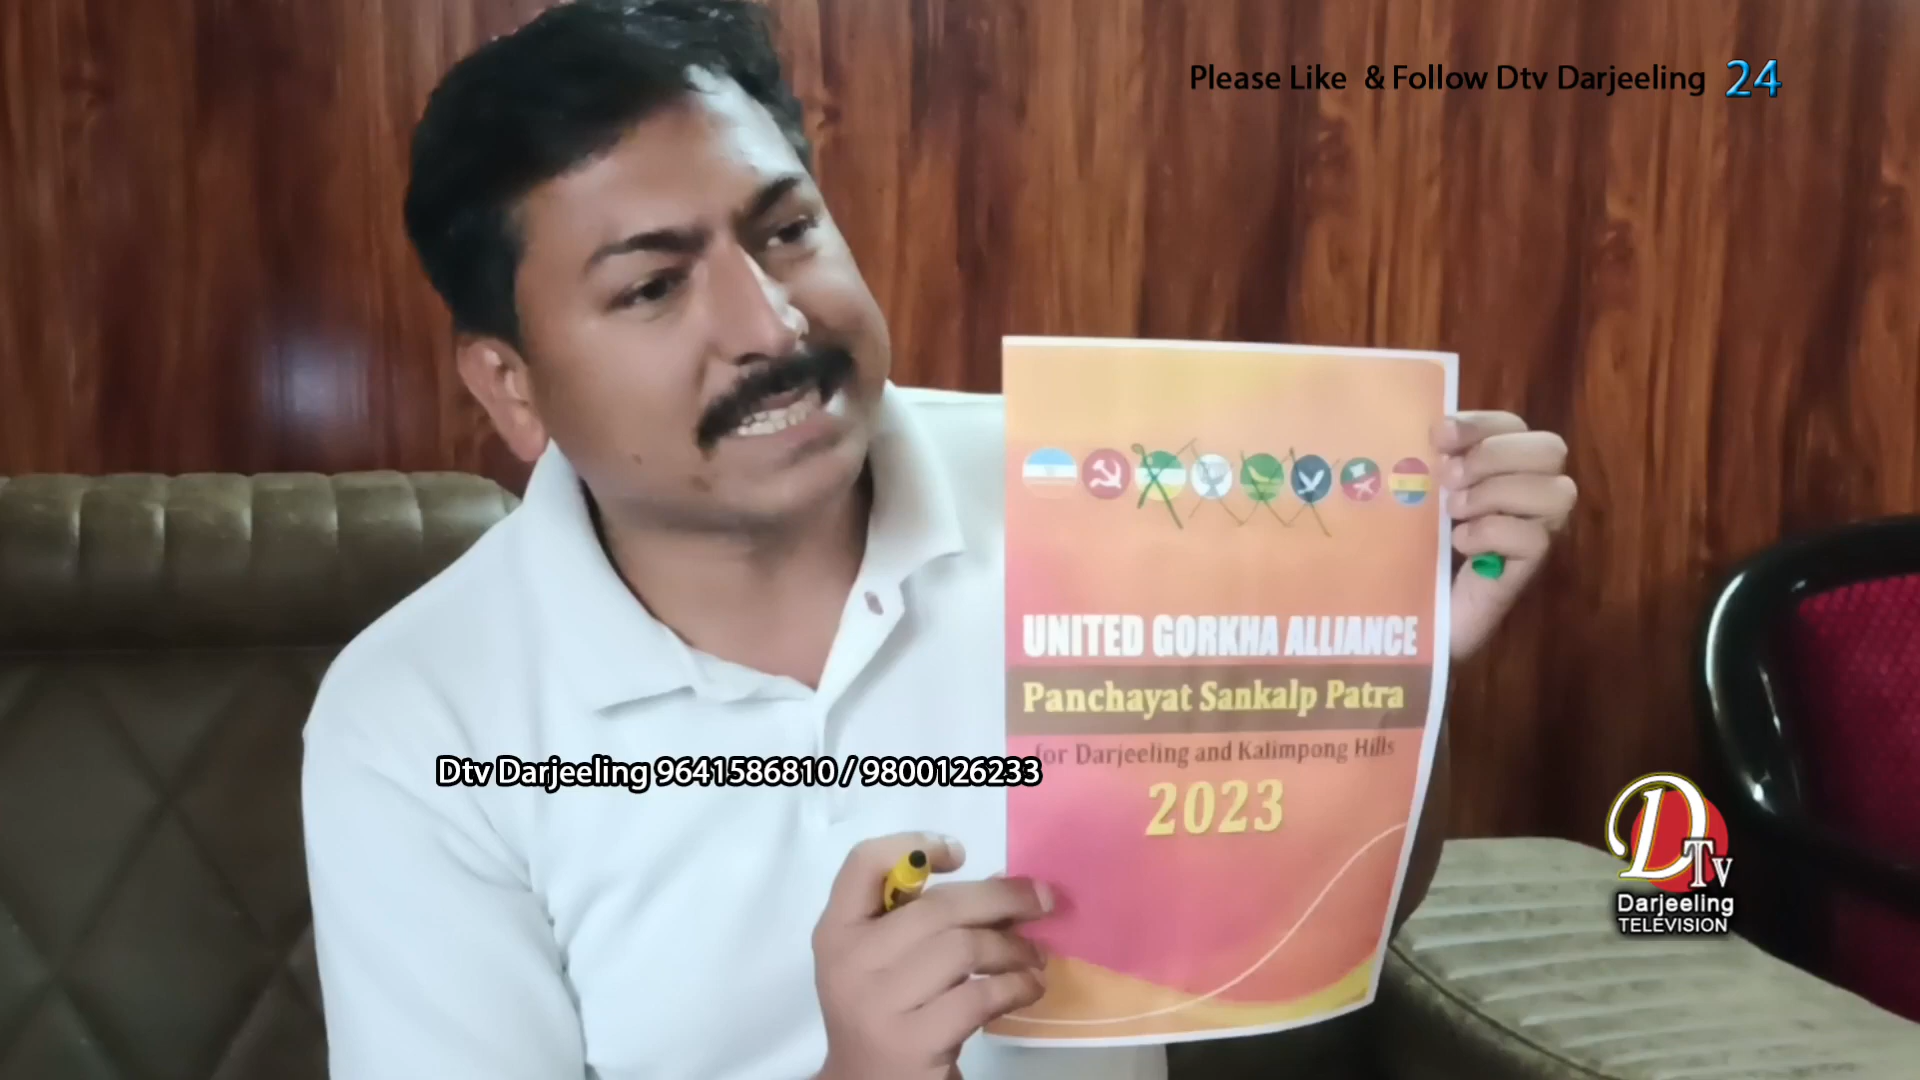 Please Like & Follow Dtv Darjeeling 24
UNITED GORKHA ALLIANCE
Panchayat Sankalp Patra
for Darjeeling and Kalimpong Hills
2023
Dtv Darjeeling 9641586810 / 9800126233
DTv
Darjeeling
TELEVISION